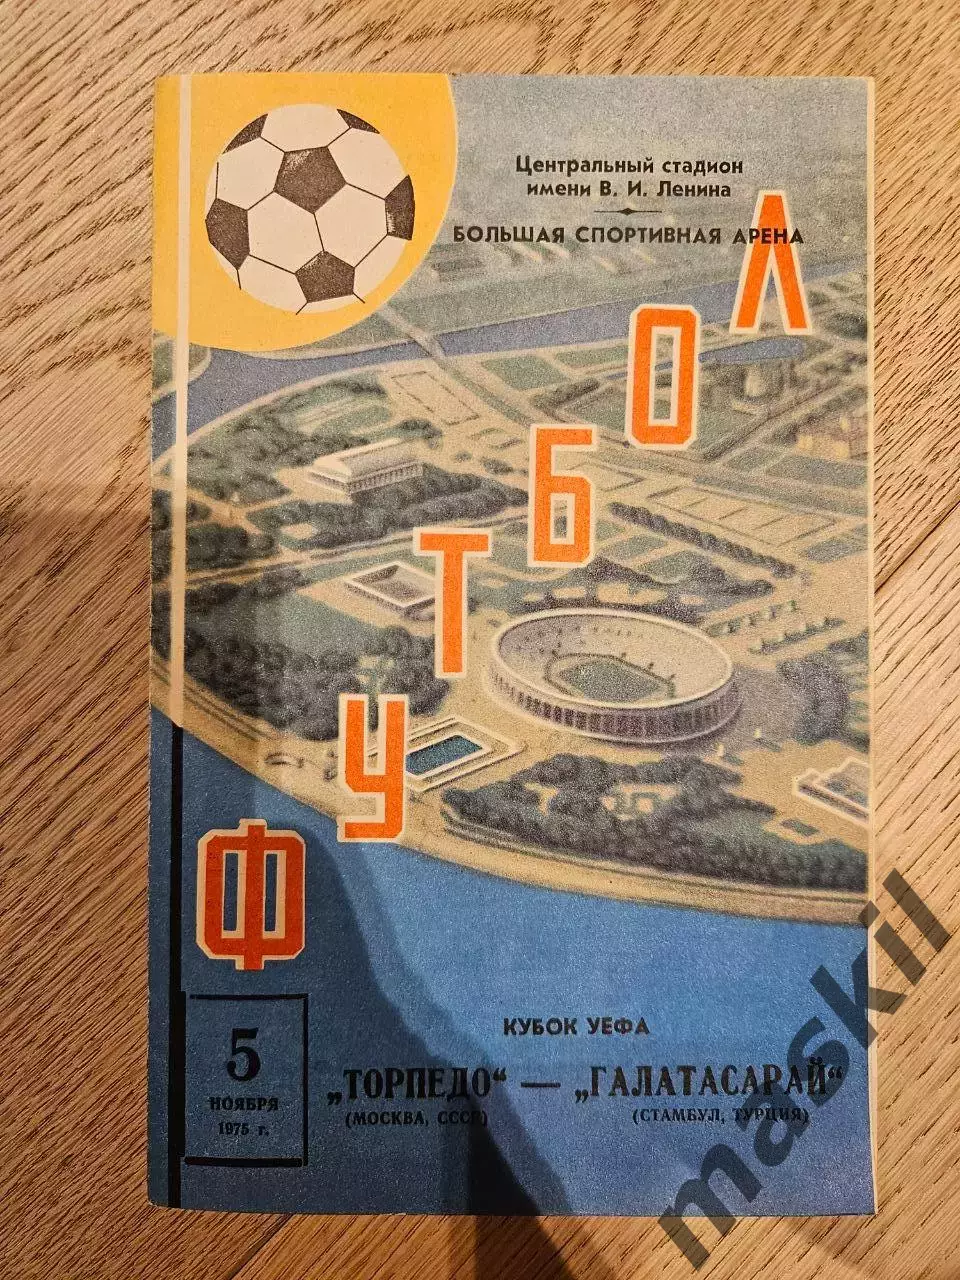 Центральный стадион
имени В. И. Ленина
БОЛЬШАЯ СПОРТИВНАЯ АРЕНА
ФУТБОЛ
5
НОЯБРЯ
1975 г.
КУБОК УЕФА
„ТОРПЕДО“ — „ГАЛАТАСАРАЙ“
(МОСКВА, СССР)
(СТАМБУЛ, ТУРЦИЯ)
maskil